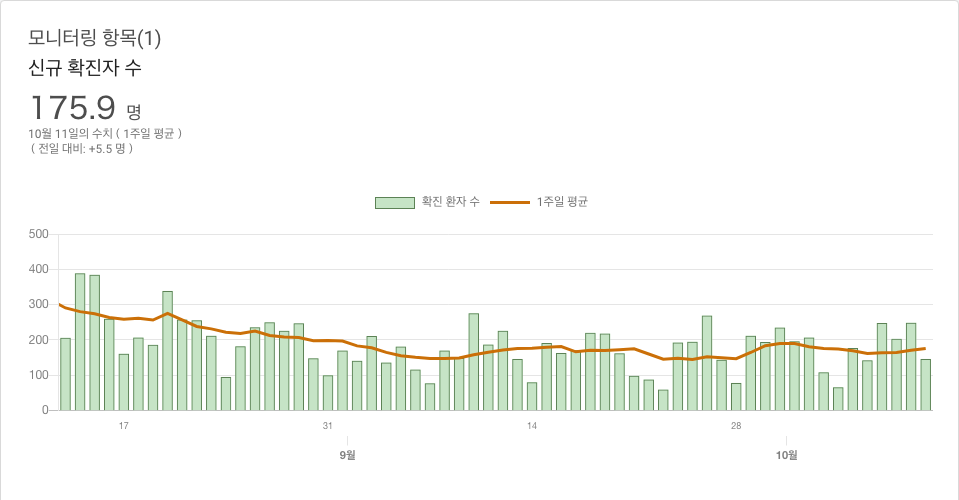 모니터링 항목(1)
신규 확진자 수
175.9 명
10월 11일의 수치 ( 1주일 평균 )
( 전일 대비: +5.5 명 )
확진 환자 수 1주일 평균
500
400
300
200
100
0
17 31 14 28
9월 10월